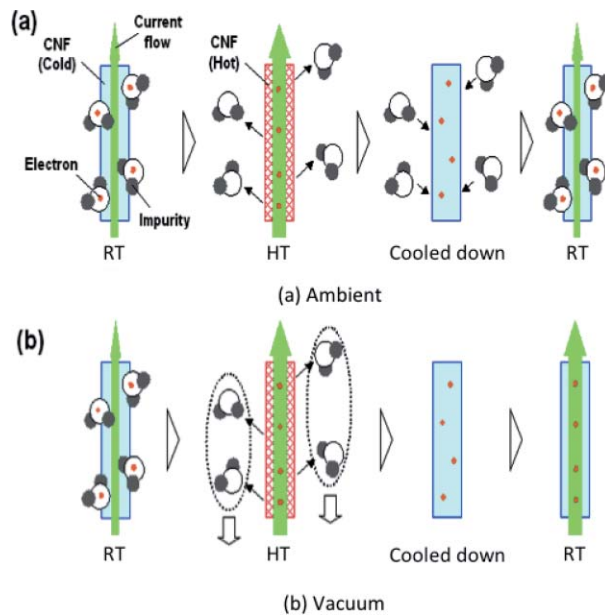 (a)
CNF
(Cold)
Current
flow
CNF
(Hot)
Electron
Impurity
RT
HT
Cooled down
RT
(a) Ambient
(b)
RT
HT
Cooled down
RT
(b) Vacuum